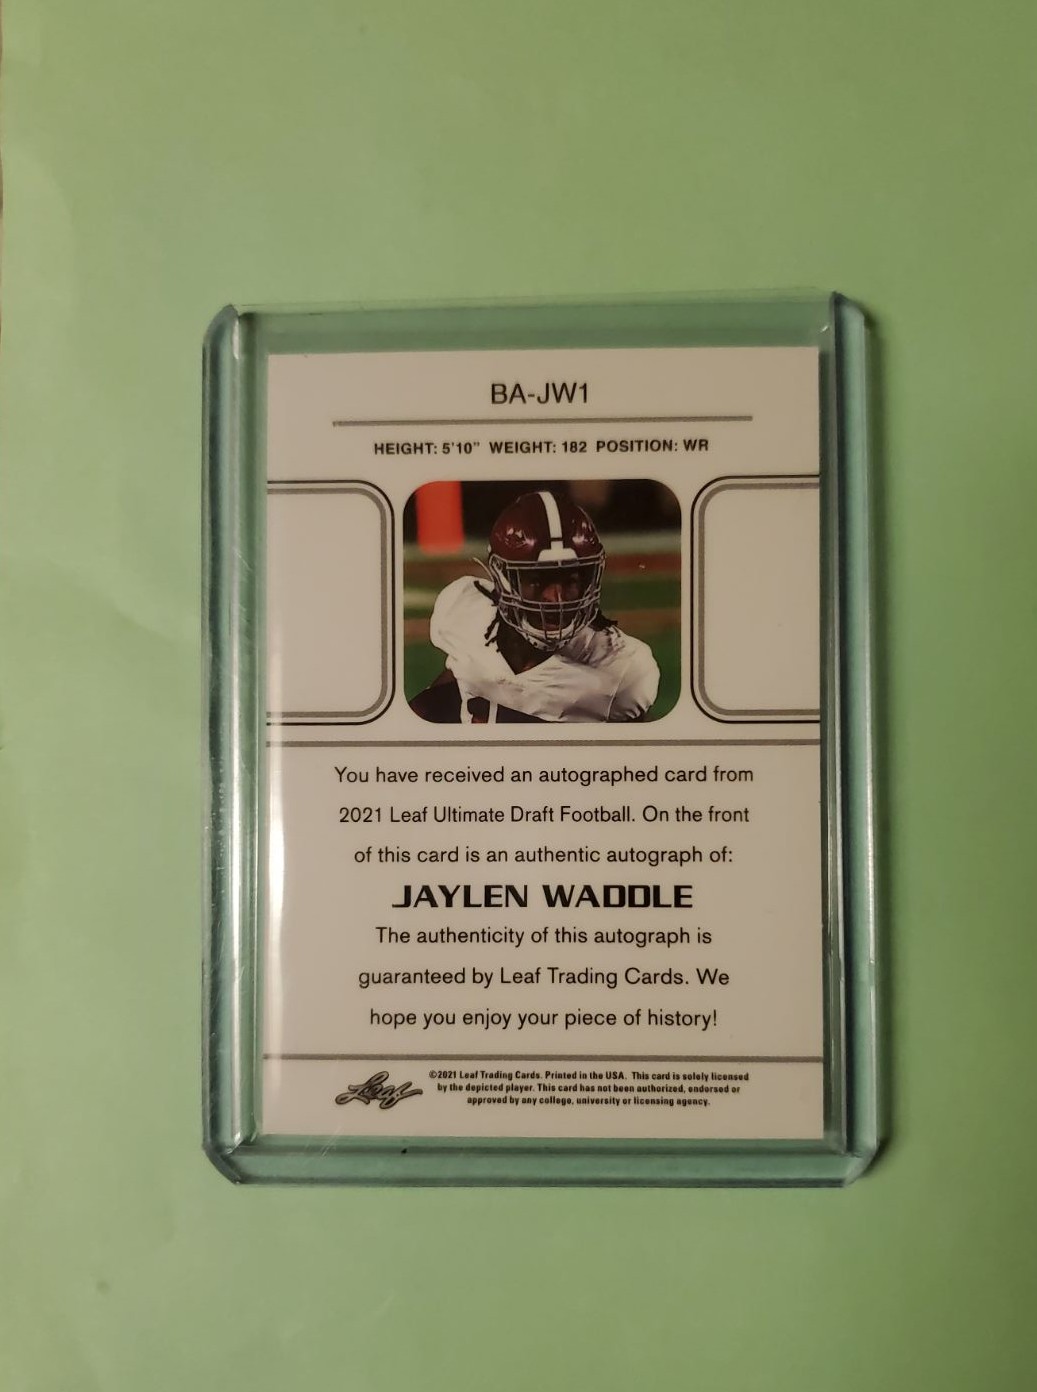 BA-JW1
HEIGHT: 5'10" WEIGHT: 182 POSITION: WR
You have received an autographed card from
2021 Leaf Ultimate Draft Football. On the front
of this card is an authentic autograph of:
JAYLEN WADDLE
The authenticity of this autograph is
guaranteed by Leaf Trading Cards. We
hope you enjoy your piece of history!
Leaf
©2021 Leaf Trading Cards. Printed in the USA. This card is solely licensed
by the depicted player. This card has not been authorized, endorsed or
approved by any college, university or licensing agency.